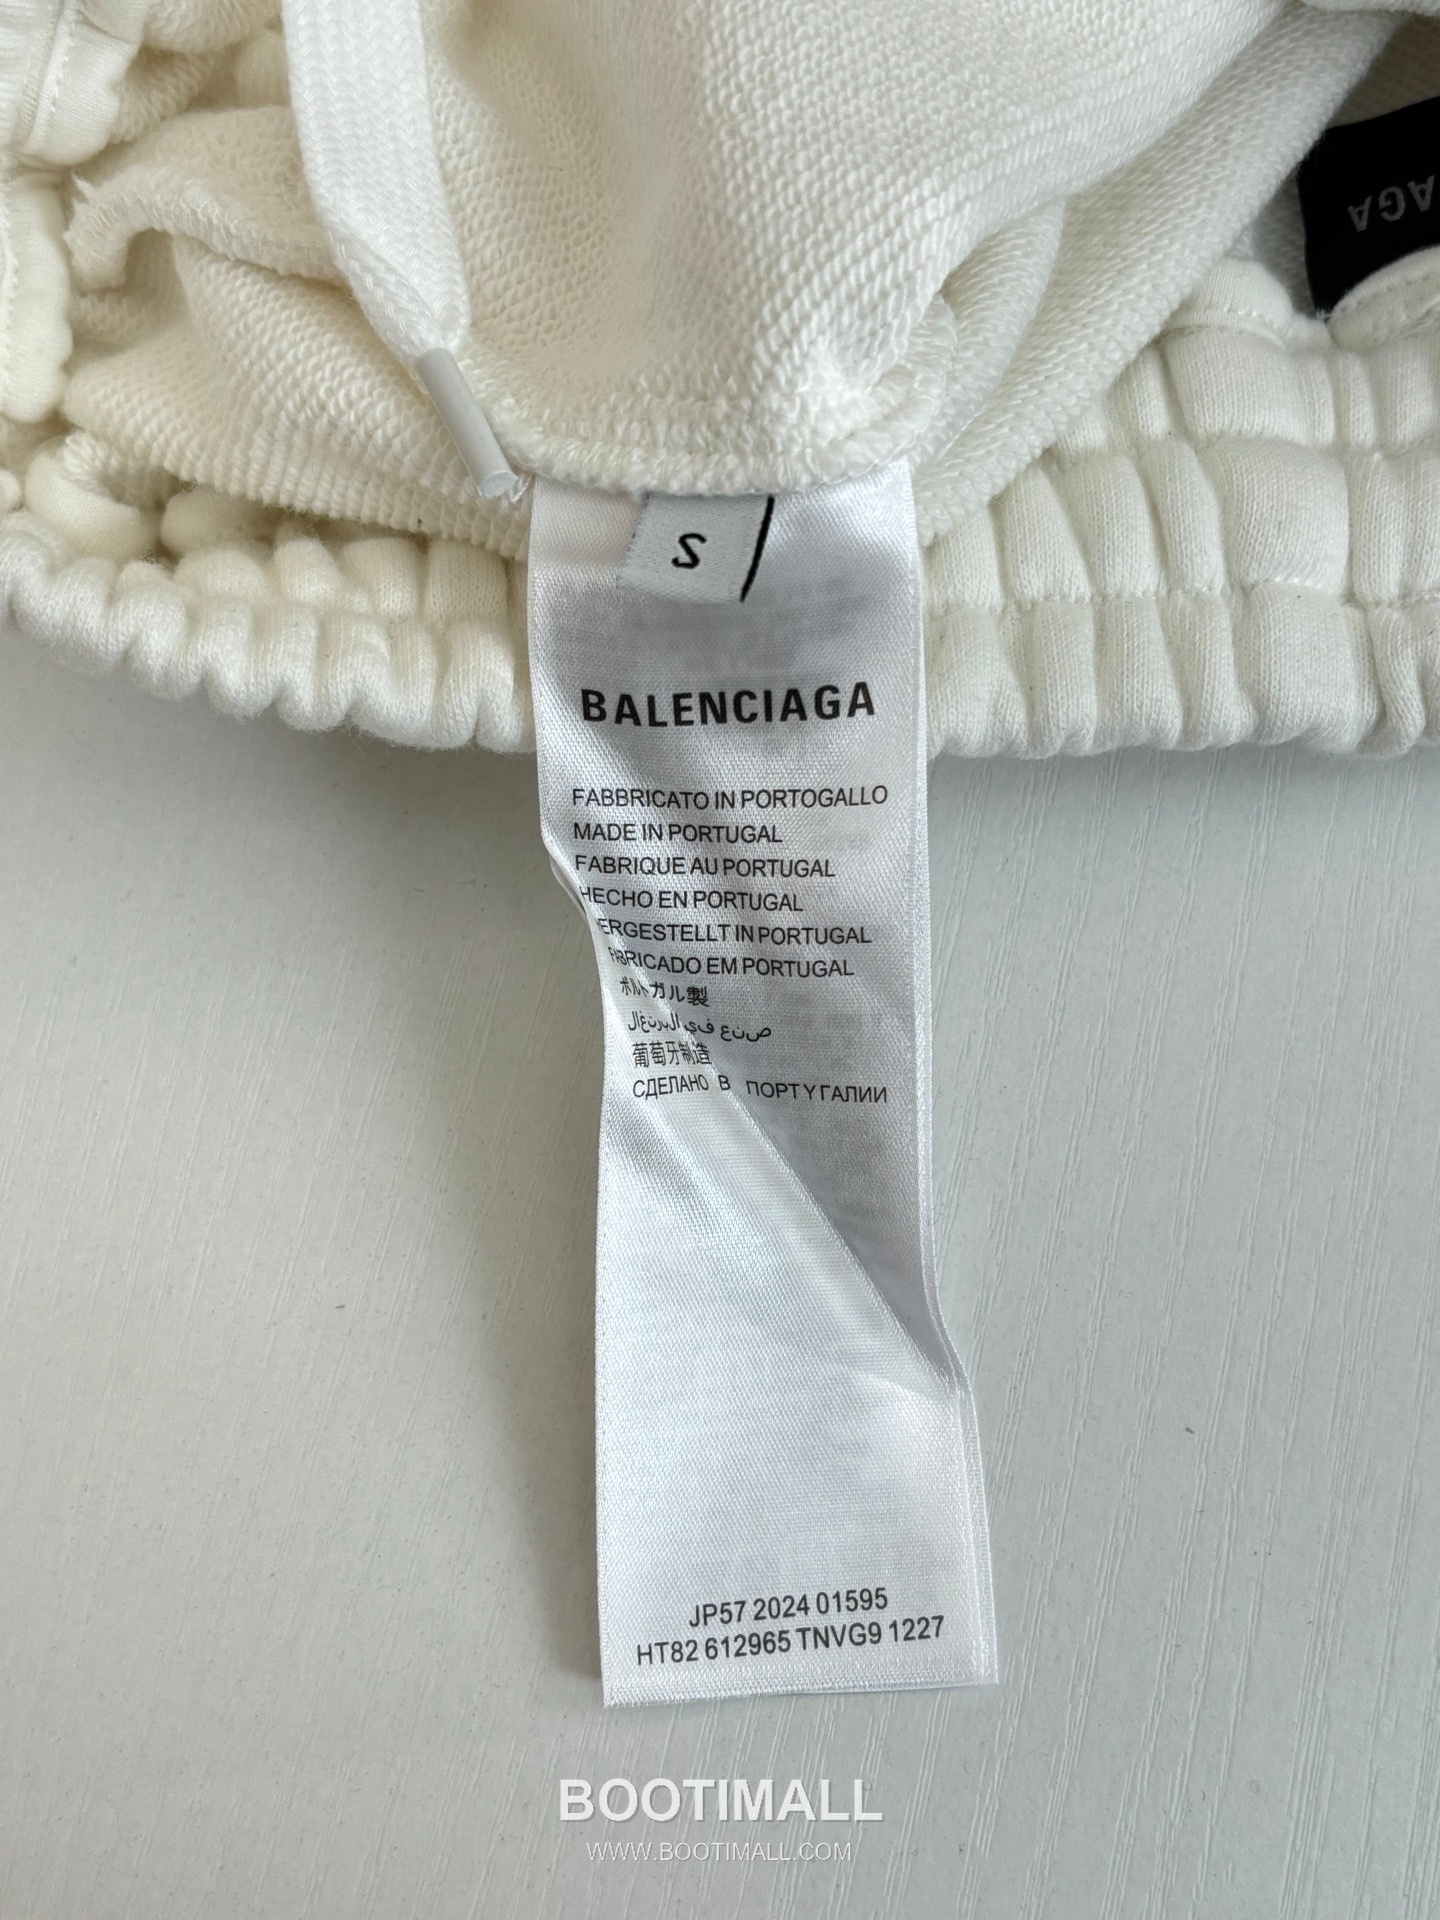 AGA
S
BALENCIAGA
FABBRICATO IN PORTOGALLO
MADE IN PORTUGAL
FABRIQUE AU PORTUGAL
HECHO EN PORTUGAL
ERGESTELLT IN PORTUGAL
FABRICADO EM PORTUGAL
ポルトガル製
صنع في البرتغال
葡萄牙制造
СДЕЛАНО В ПОРТУГАЛИИ
JP57 2024 01595
HT82 612965 TNVG9 1227
BOOTIMALL
WWW.BOOTIMALL.COM